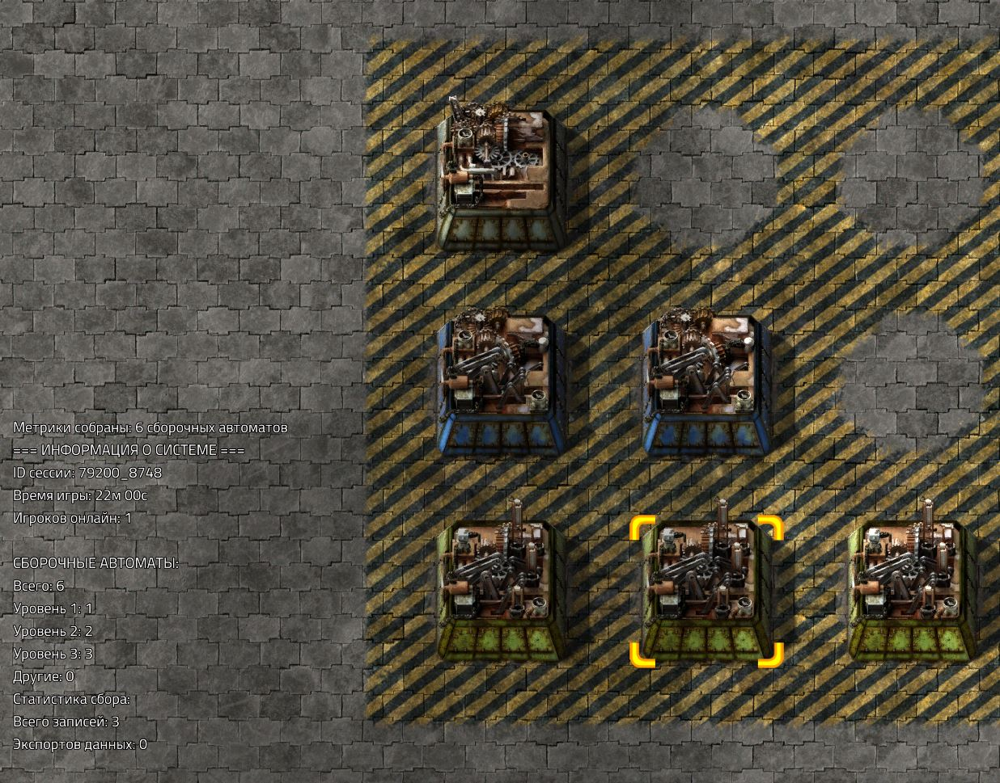 Метрики собраны: 6 сборочных автоматов
=== ИНФОРМАЦИЯ О СИСТЕМЕ ===
ID сессии: 79200_8748
Время игры: 22м 00с
Игроков онлайн: 1
СБОРОЧНЫЕ АВТОМАТЫ:
Всего: 6
Уровень 1: 1
Уровень 2: 2
Уровень 3: 3
Другие: 0
Статистика сбора:
Всего записей: 3
Экспортов данных: 0